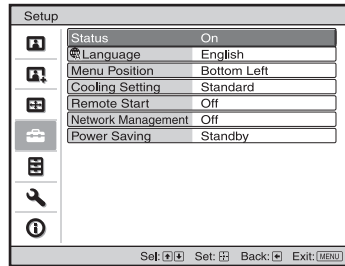 Setup
Status On
Language English
Menu Position Bottom Left
Cooling Setting Standard
Remote Start Off
Network Management Off
Power Saving Standby
Sel: Set: Back: Exit: MENU